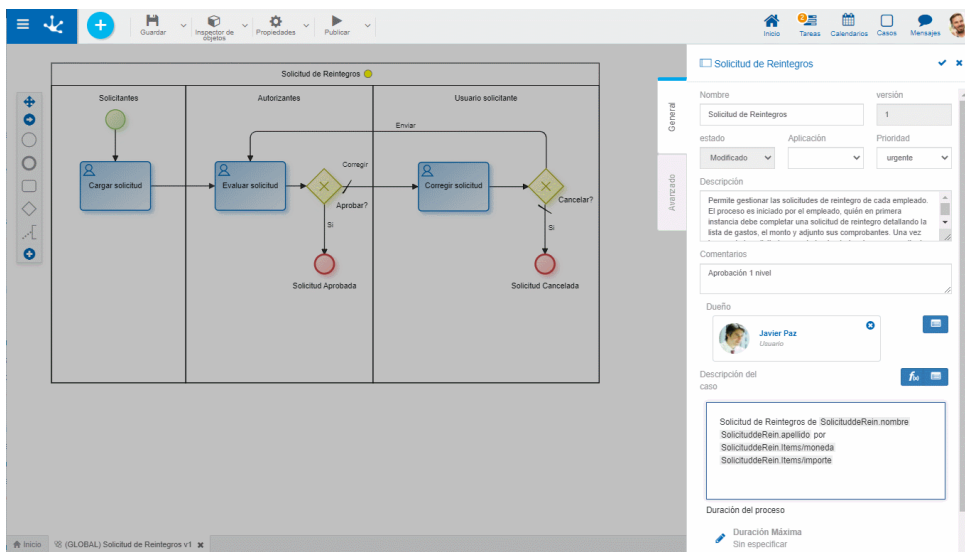 Guardar
Inspector de
objetos
Propiedades
Publicar
Inicio
2
Tareas
Calendarios
Casos
Mensajes
Solicitud de Reintegros
Solicitantes
Autorizantes
Usuario solicitante
Enviar
Cargar solicitud
Evaluar solicitud
Corregir
Aprobar?
Corregir solicitud
Cancelar?
Si
Si
Solicitud Aprobada
Solicitud Cancelada
Inicio
(GLOBAL) Solicitud de Reintegros v1
General
Avanzado
Solicitud de Reintegros
Nombre
versión
Solicitud de Reintegros
1
estado
Aplicación
Prioridad
Modificado
urgente
Descripción
Permite gestionar las solicitudes de reintegro de cada empleado.
El proceso es iniciado por el empleado, quién en primera
instancia debe completar una solicitud de reintegro detallando la
lista de gastos, el monto y adjunto sus comprobantes. Una vez
Comentarios
Aprobación 1 nivel
Dueño
Javier Paz
Usuario
Descripción del
caso
f(x)
Solicitud de Reintegros de SolicituddeRein.nombre
SolicituddeRein.apellido por
SolicituddeRein.Items/moneda
SolicituddeRein.Items/importe
Duración del proceso
Duración Máxima
Sin especificar